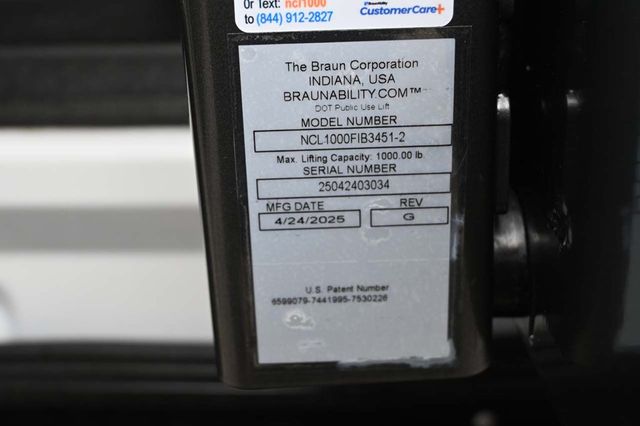 Or Text: ncl1000
to (844) 912-2827
BraunAbility
CustomerCare+
The Braun Corporation
INDIANA, USA
BRAUNABILITY.COM™
DOT Public Use Lift
MODEL NUMBER
NCL1000FIB3451-2
Max. Lifting Capacity: 1000.00 lb.
SERIAL NUMBER
25042403034
MFG DATE REV
4/24/2025 G
U.S. Patent Number
6599079-7441995-7530226